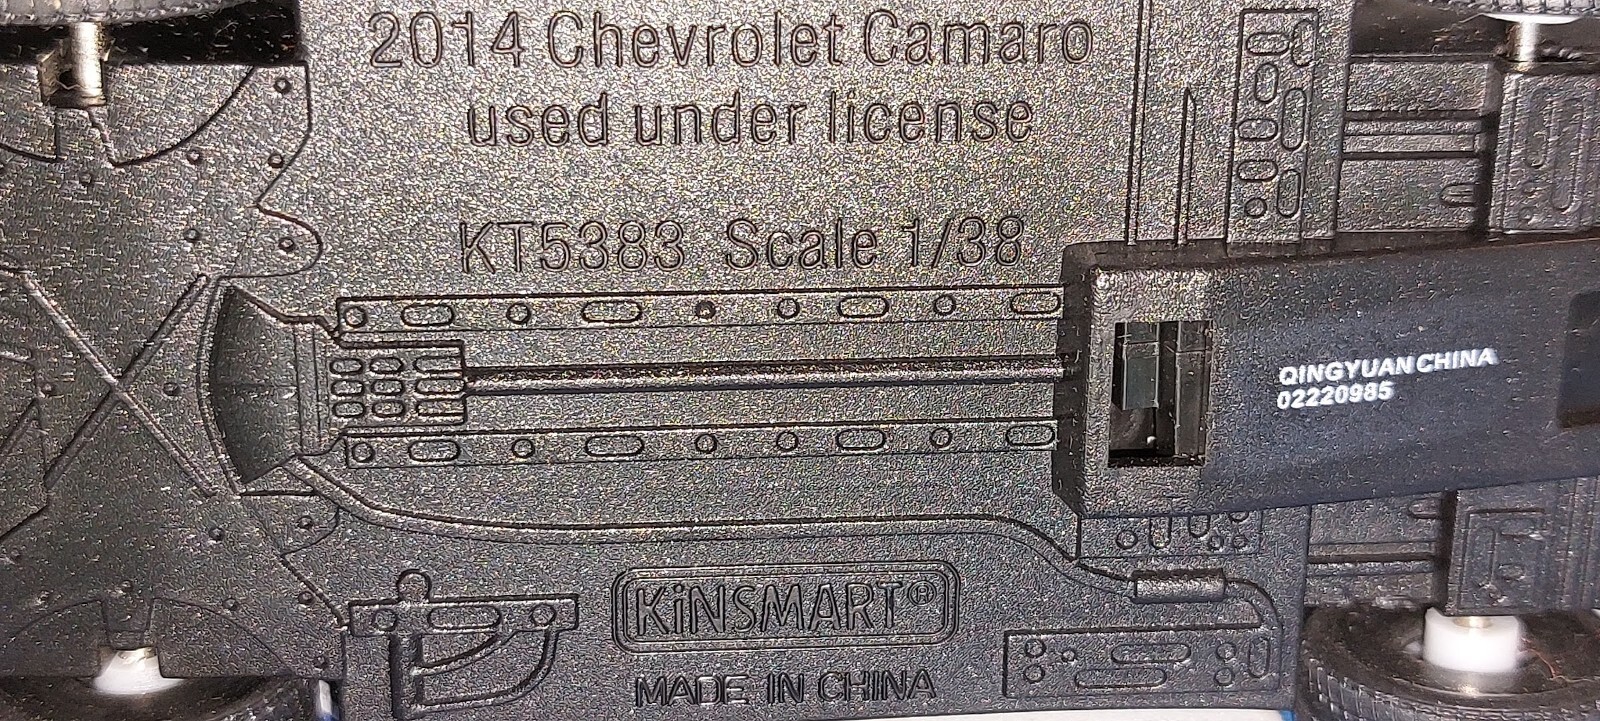 2014 Chevrolet Camaro
used under license
KT5383 Scale 1/38
QINGYUAN CHINA
02220985
KiNSMART®
MADE IN CHINA